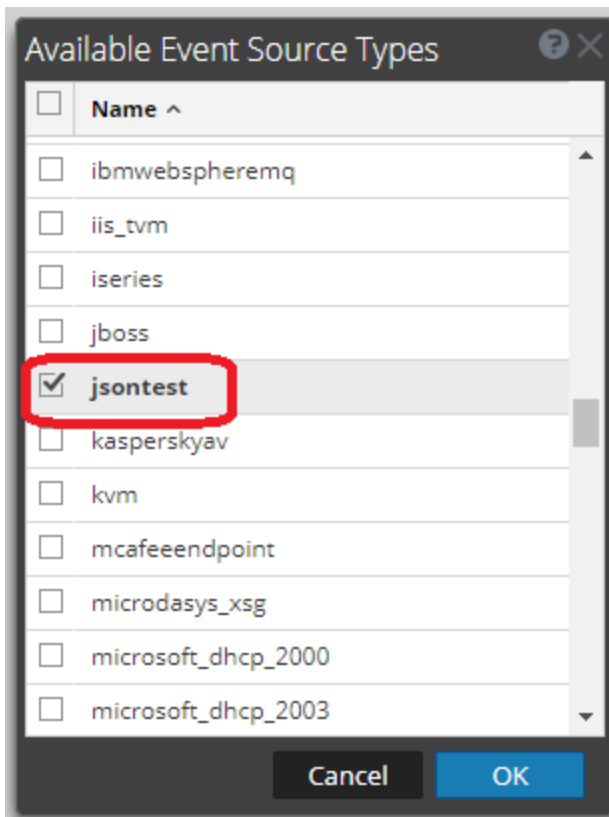 Available Event Source Types
Name
ibmwebspheremq
iis_tvm
iseries
jboss
jsontest
kasperskyav
kvm
mcafeeendpoint
microdasys_xsg
microsoft_dhcp_2000
microsoft_dhcp_2003
Cancel OK